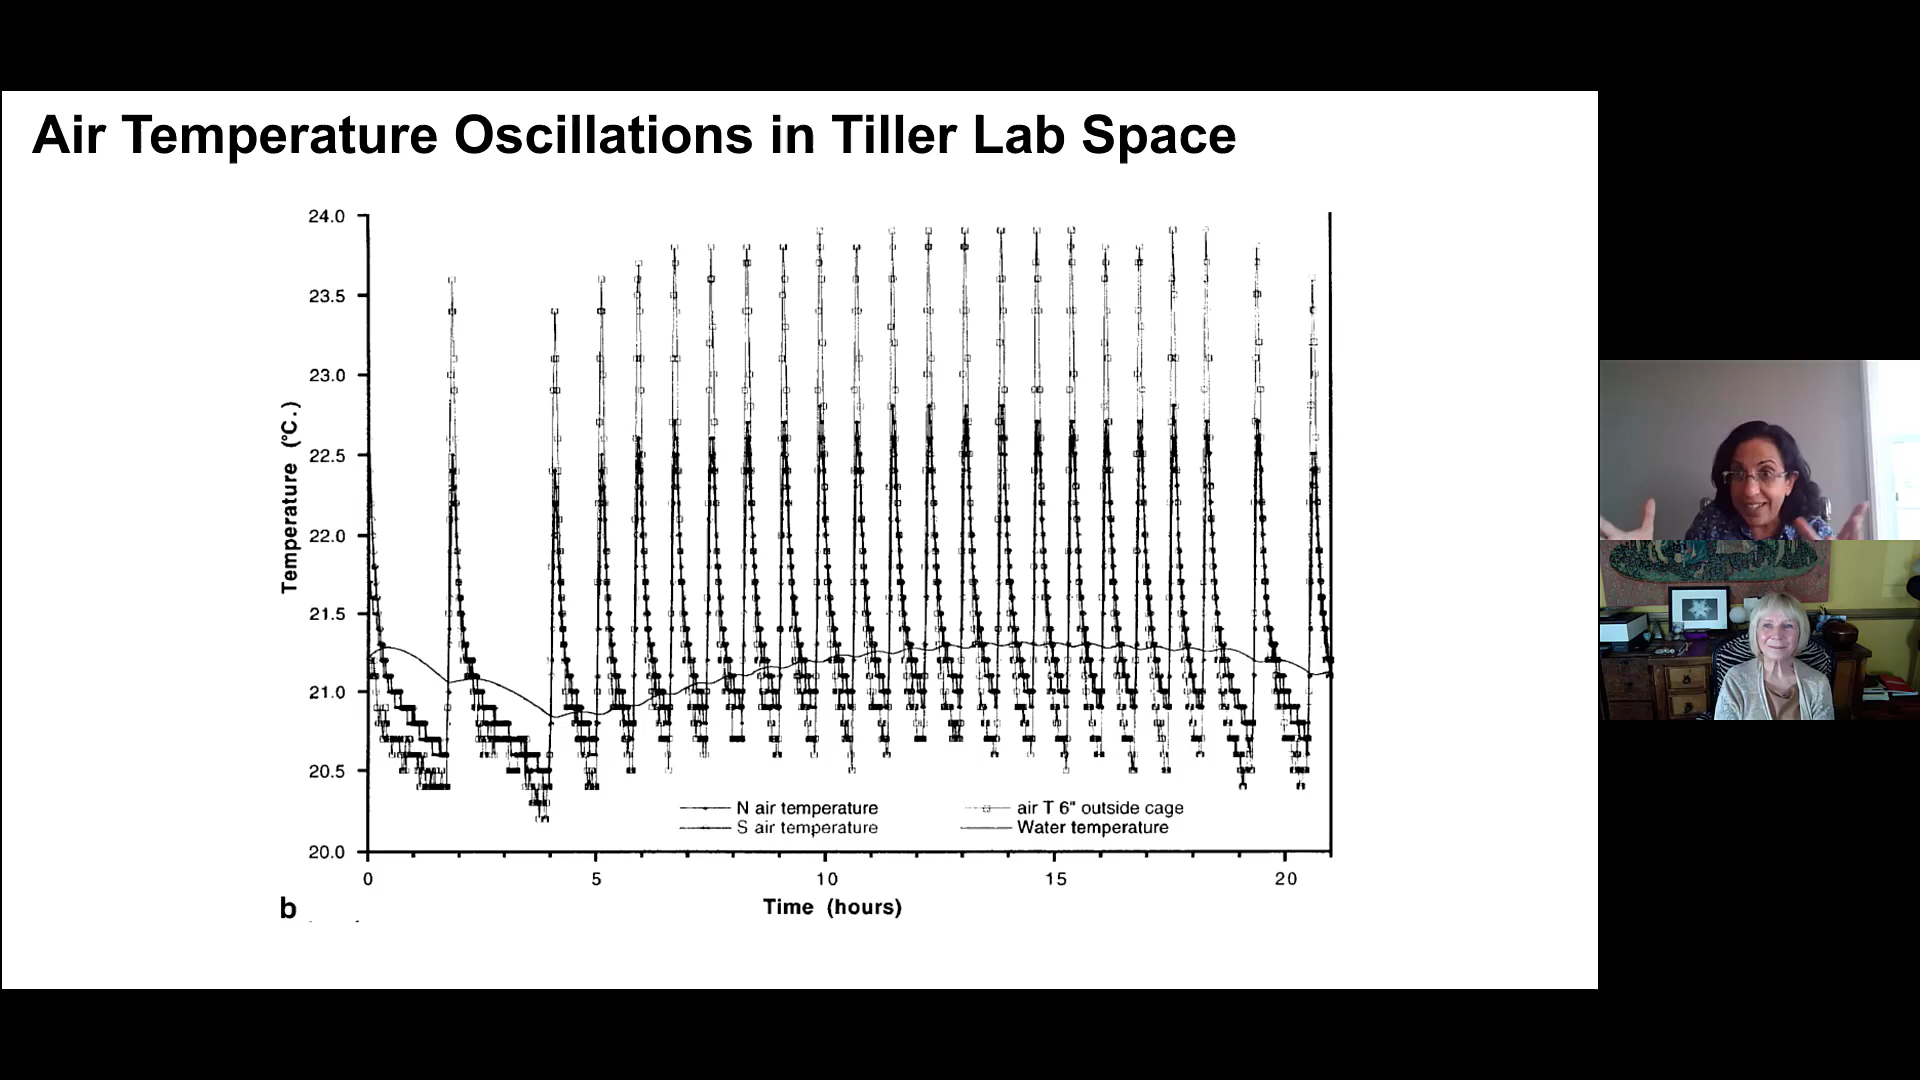 Air Temperature Oscillations in Tiller Lab Space
24.0
23.5
23.0
22.5
22.0
21.5
21.0
20.5
20.0
Temperature (°C.)
N air temperature
S air temperature
air T 6" outside cage
Water temperature
0 5 10 15 20
Time (hours)
b